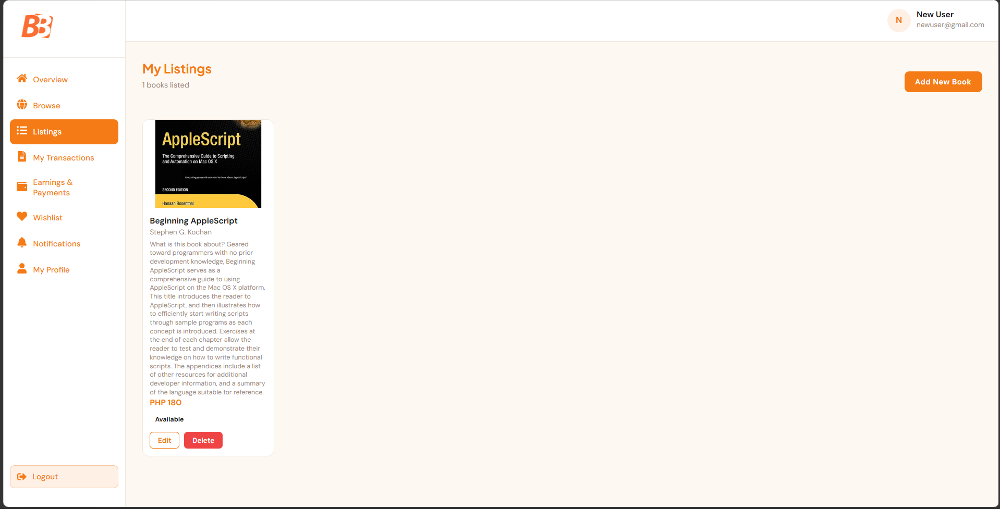 BB
New User
N
newuser@gmail.com
My Listings
1 books listed
Add New Book
Overview
Browse
Listings
My Transactions
Earnings &
Payments
Wishlist
Notifications
My Profile
Logout
AppleScript
The Comprehensive Guide to Scripting
and Automation on Mac OS X
Everything you could ever need to know about AppleScript!
SECOND EDITION
Hanaan Rosenthal
Beginning AppleScript
Stephen G. Kochan
What is this book about? Geared
toward programmers with no prior
development knowledge, Beginning
AppleScript serves as a
comprehensive guide to using
AppleScript on the Mac OS X platform.
This title introduces the reader to
AppleScript, and then illustrates how
to efficiently start writing scripts
through sample programs as each
concept is introduced. Exercises at
the end of each chapter allow the
reader to test and demonstrate their
knowledge on how to write functional
scripts. The appendices include a list
of other resources for additional
developer information, and a summary
of the language suitable for reference.
PHP 180
Available
Edit
Delete